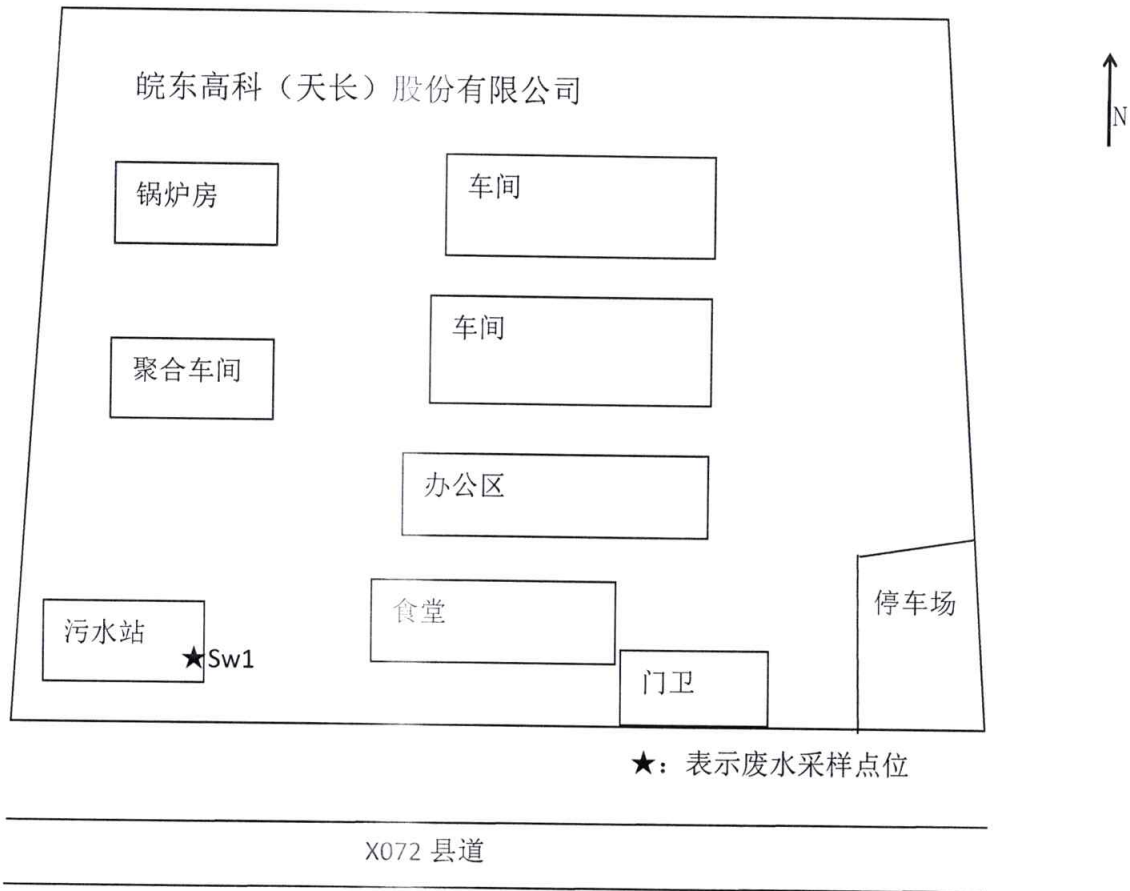 皖东高科（天长）股份有限公司
N
锅炉房
车间
车间
聚合车间
办公区
食堂
停车场
污水站
★Sw1
门卫
★：表示废水采样点位
X072 县道